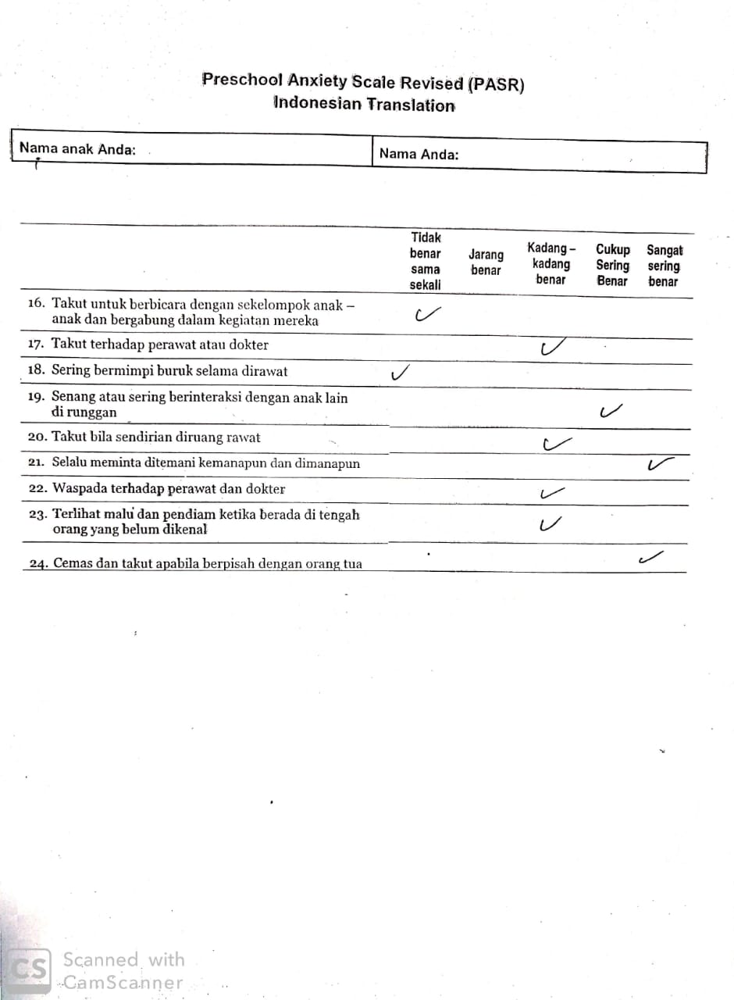 Preschool Anxiety Scale Revised (PASR)
Indonesian Translation
Nama anak Anda:
Nama Anda:
Tidak benar sama sekali
Jarang benar
Kadang – kadang benar
Cukup Sering Benar
Sangat sering benar
16. Takut untuk berbicara dengan sekelompok anak –
anak dan bergabung dalam kegiatan mereka
17. Takut terhadap perawat atau dokter
18. Sering bermimpi buruk selama dirawat
19. Senang atau sering berinteraksi dengan anak lain
di runggan
20. Takut bila sendirian diruang rawat
21. Selalu meminta ditemani kemanapun dan dimanapun
22. Waspada terhadap perawat dan dokter
23. Terlihat malu dan pendiam ketika berada di tengah
orang yang belum dikenal
24. Cemas dan takut apabila berpisah dengan orang tua
CS
Scanned with
CamScanner